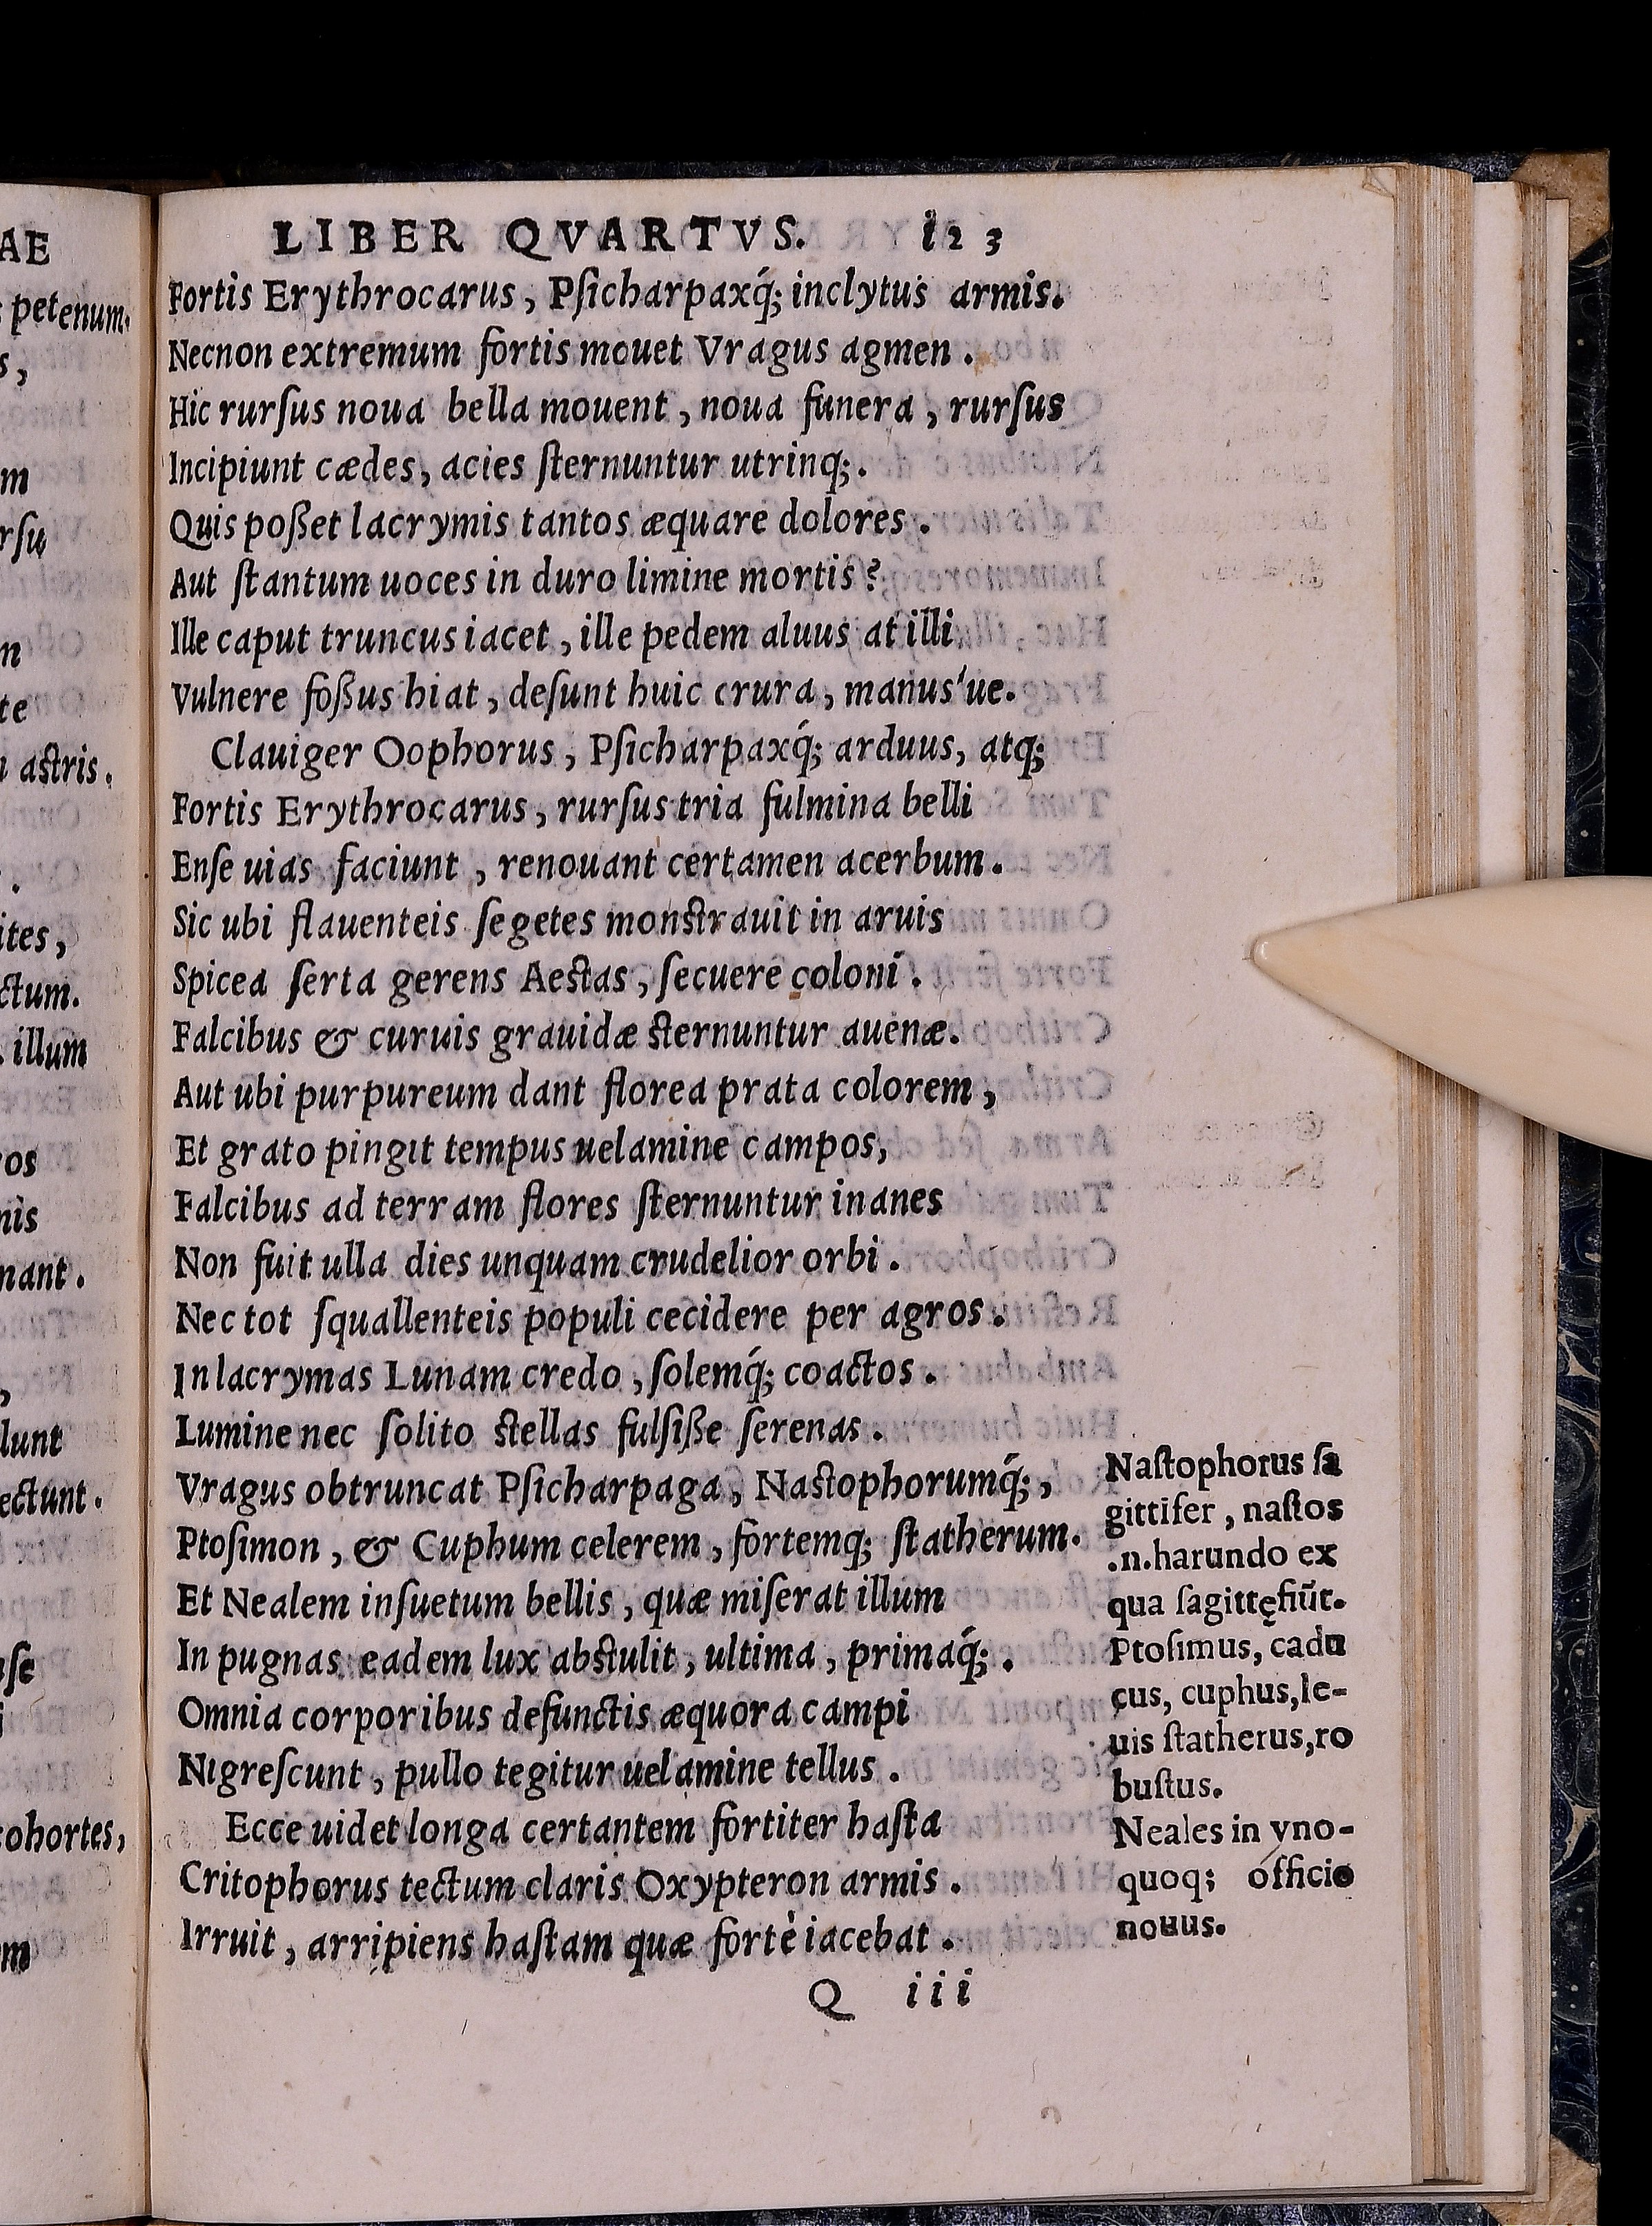 AE
petenum.
s,
m
rsu
n
te
astris.
.
ites,
ctum.
illum
ros
nis
nant.
,
lunt
ectunt.
cohortes,
m
LIBER QVARTVS. 123
Fortis Erythrocarus, Pſicharpaxq́; inclytus armis.
Necnon extremum fortis mouet Vragus agmen.
Hic rurſus noua bella mouent, noua funera, rurſus
Incipiunt cædes, acies ſternuntur utrinq;.
Quis poßet lacrymis tantos æquare dolores.
Aut ſtantum uoces in duro limine mortis?
Ille caput truncus iacet, ille pedem aluus at illi
Vulnere foßus hiat, deſunt huic crura, manus'ue.
Clauiger Oophorus, Pſicharpaxq́; arduus, atq;
Fortis Erythrocarus, rurſus tria fulmina belli
Enſe uias faciunt, renouant certamen acerbum.
Sic ubi flauenteis ſegetes monſtrauit in aruis
Spicea ſerta gerens Aeſtas, ſecuere coloni.
Falcibus & curuis grauidæ ſternuntur auenæ.
Aut ubi purpureum dant florea prata colorem,
Et grato pingit tempus uelamine campos,
Falcibus ad terram flores ſternuntur inanes
Non fuit ulla dies unquam crudelior orbi.
Nec tot ſquallenteis populi cecidere per agros.
In lacrymas Lunam credo, ſolemq́; coactos.
Lumine nec ſolito ſtellas fulſiße ſerenas.
Vragus obtruncat Pſicharpaga, Naſtophorumq́;,
Ptoſimon, & Cuphum celerem, fortemq; ſtatherum.
Et Nealem inſuetum bellis, quæ miſerat illum
In pugnas eadem lux abſtulit, ultima, primaq́;.
Omnia corporibus defunctis æquora campi
Nigreſcunt, pullo tegitur uelamine tellus.
Ecce uidet longa certantem fortiter haſta
Critophorus tectum claris Oxypteron armis.
Irruit, arripiens haſtam quæ fortè iacebat.
Naſtophorus ſa
gittifer, naſtos
.n.harundo ex
qua ſagittę fiũt.
Ptoſimus, cadu
cus, cuphus, le-
uis ſtatherus, ro
buſtus.
Neales in vno-
quoq; officio
nouus.
Q iii